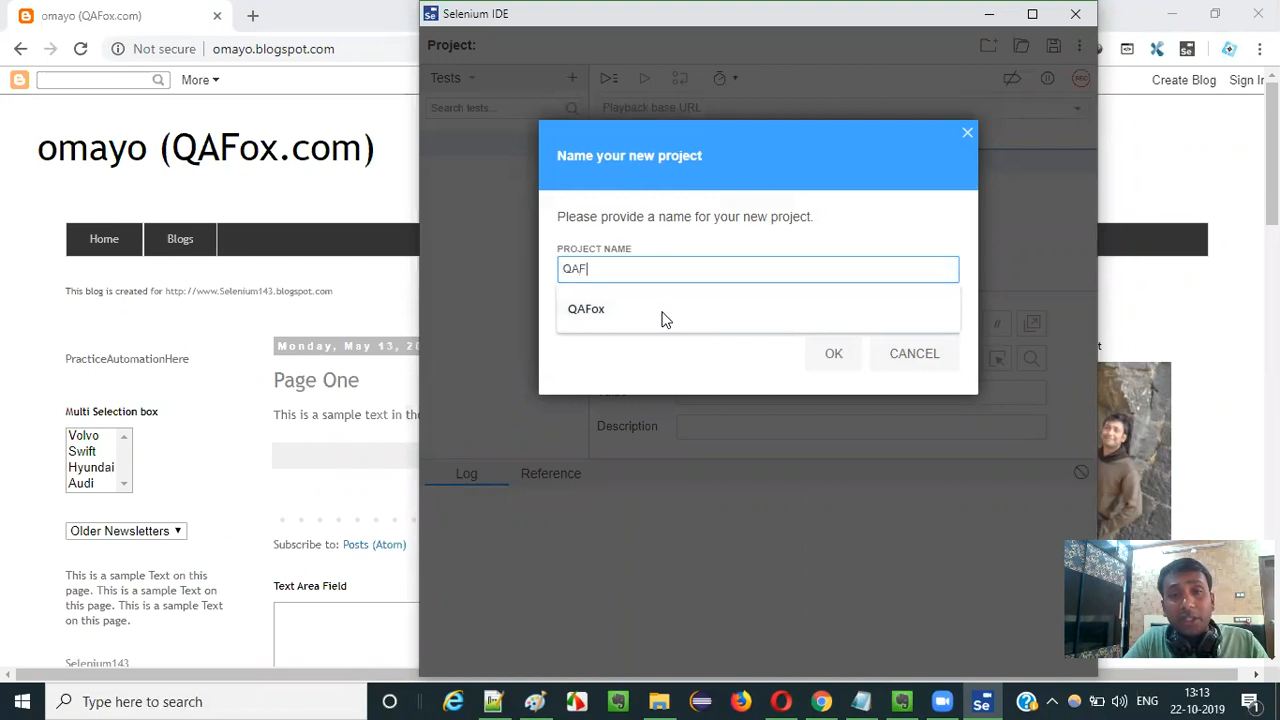 omayo (QAFox.com)
Not secure
omayo.blogspot.com
More
Create Blog
Sign In
omayo (QAFox.com)
Home
Blogs
This blog is created for http://www.Selenium143.blogspot.com
PracticeAutomationHere
Monday, May 13, 20
Page One
This is a sample text in the
Multi Selection box
Volvo
Swift
Hyundai
Audi
Older Newsletters
Subscribe to: Posts (Atom)
This is a sample Text on this
page. This is a sample Text
on this page. This is a
sample Text on this page.
Text Area Field
Selenium143
Selenium IDE
Project:
Tests
Search tests...
Playback base URL
REC
Name your new project
Please provide a name for your new project.
PROJECT NAME
QAF
QAFox
OK
CANCEL
//
Description
Log
Reference
Type here to search
ENG
13:13
22-10-2019